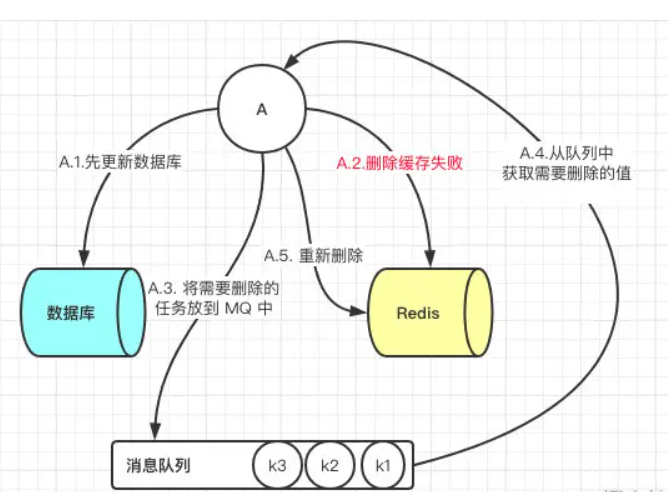 A
A.1.先更新数据库
A.2.删除缓存失败
A.4.从队列中
获取需要删除的值
A.5. 重新删除
A.3. 将需要删除的
任务放到 MQ 中
数据库
Redis
消息队列
k3
k2
k1